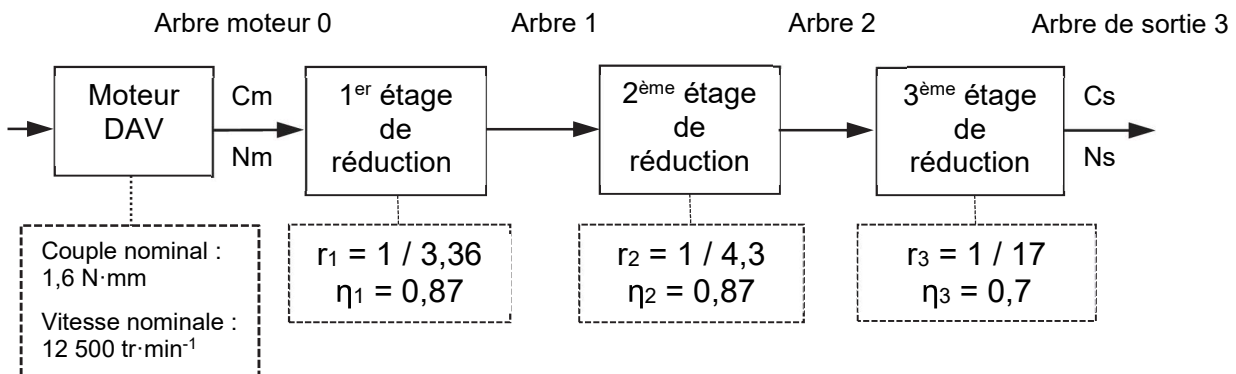 Arbre moteur 0
Arbre 1
Arbre 2
Arbre de sortie 3
Moteur
DAV
Cm
Nm
1er étage
de
réduction
2ème étage
de
réduction
3ème étage
de
réduction
Cs
Ns
Couple nominal :
1,6 N·mm
Vitesse nominale :
12 500 tr·min-1
r1 = 1 / 3,36
η1 = 0,87
r2 = 1 / 4,3
η2 = 0,87
r3 = 1 / 17
η3 = 0,7